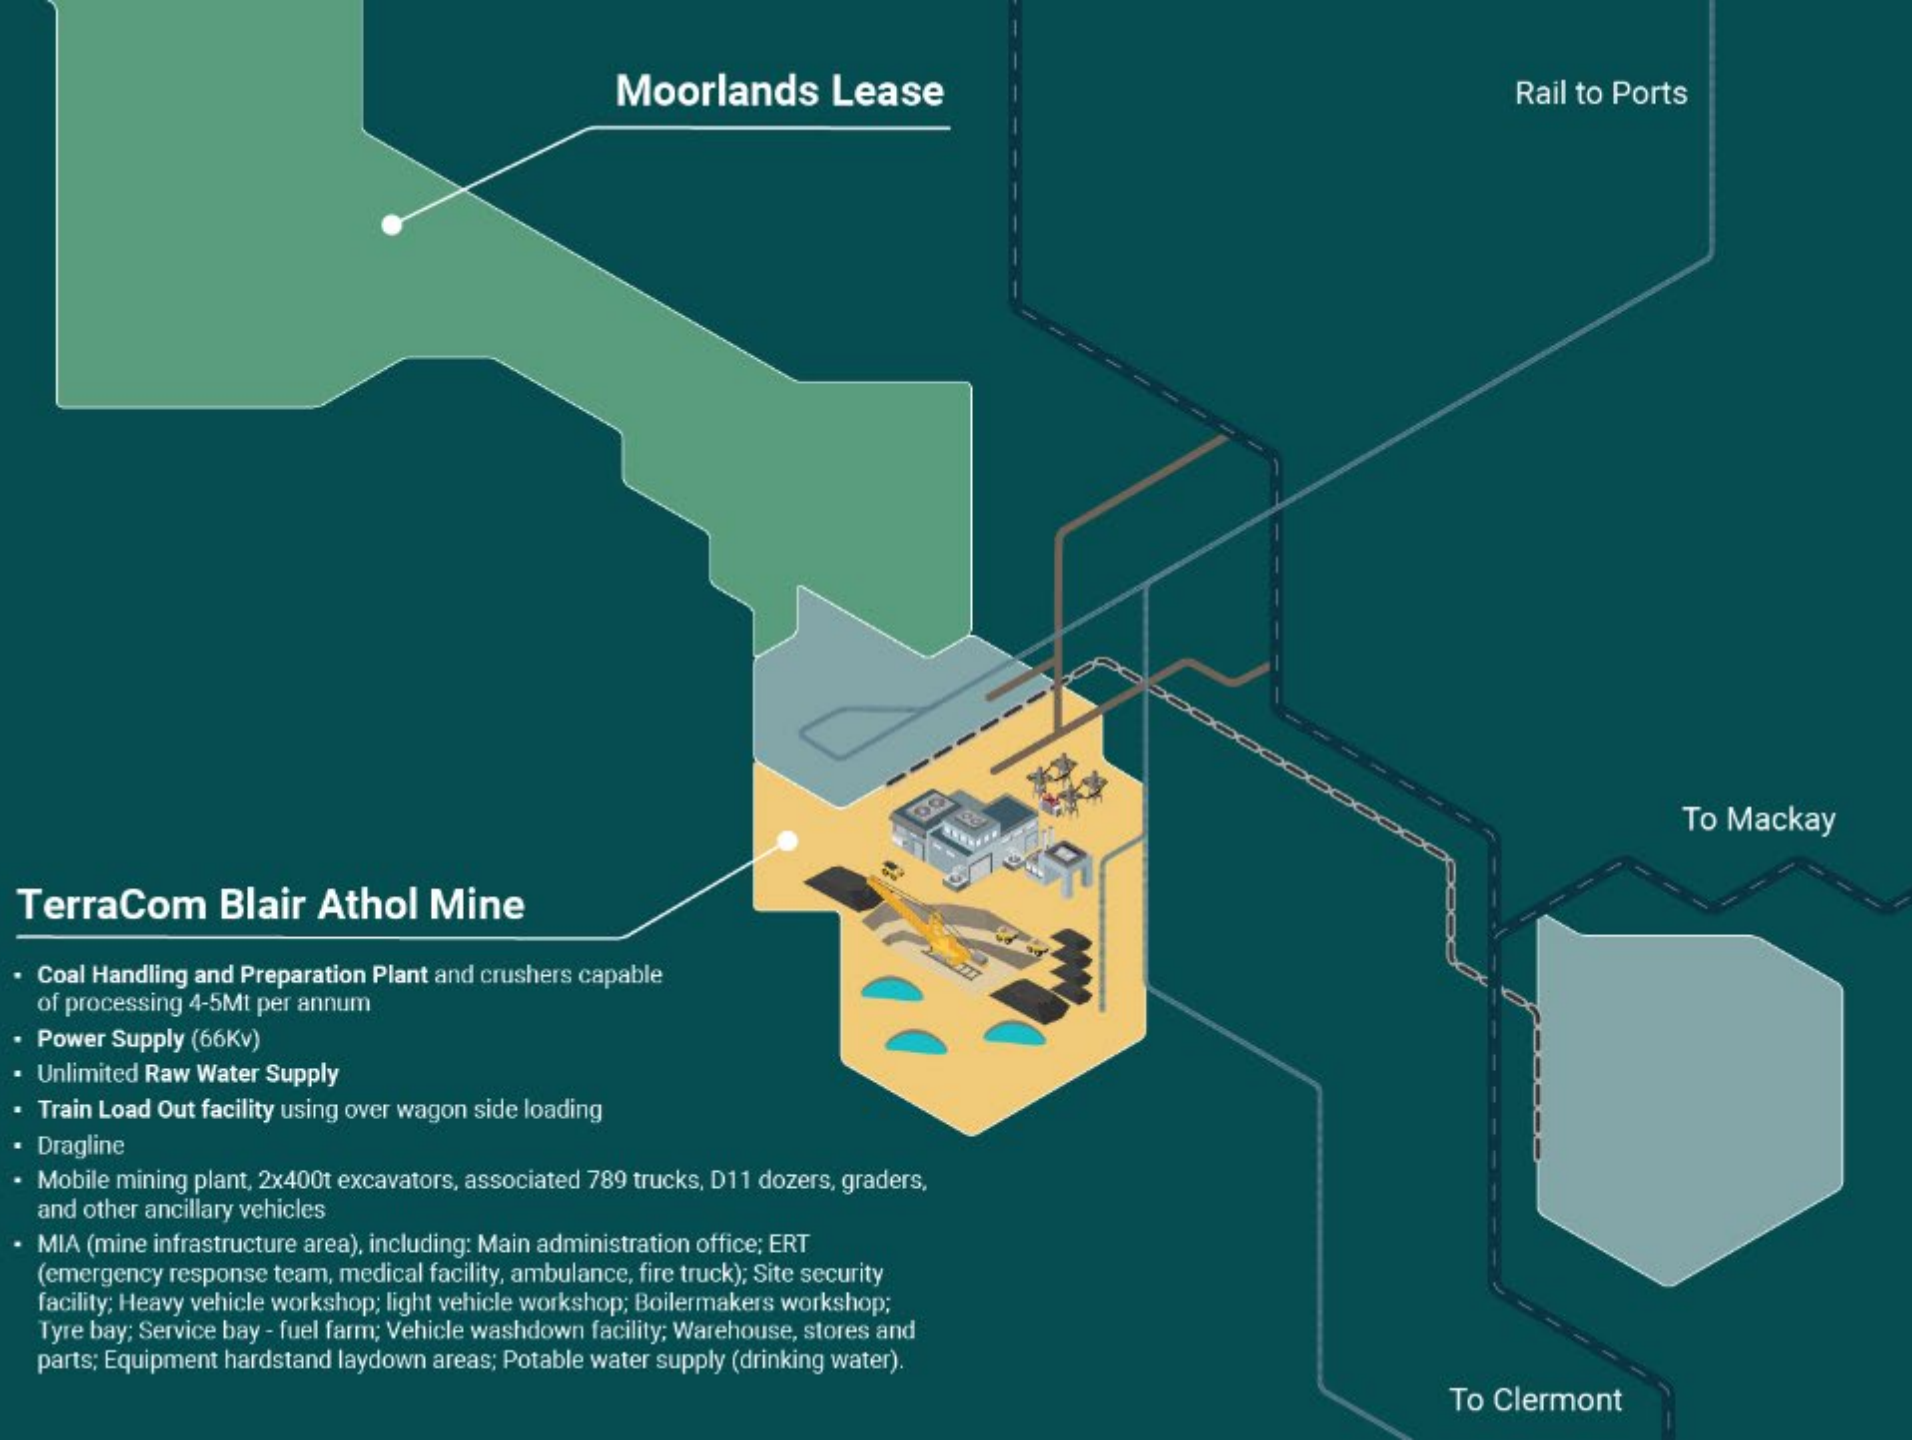 Moorlands Lease
Rail to Ports
To Mackay
TerraCom Blair Athol Mine
▪ Coal Handling and Preparation Plant and crushers capable
of processing 4-5Mt per annum
▪ Power Supply (66Kv)
▪ Unlimited Raw Water Supply
▪ Train Load Out facility using over wagon side loading
▪ Dragline
▪ Mobile mining plant, 2x400t excavators, associated 789 trucks, D11 dozers, graders,
and other ancillary vehicles
▪ MIA (mine infrastructure area), including: Main administration office; ERT
(emergency response team, medical facility, ambulance, fire truck); Site security
facility; Heavy vehicle workshop; light vehicle workshop; Boilermakers workshop;
Tyre bay; Service bay - fuel farm; Vehicle washdown facility; Warehouse, stores and
parts; Equipment hardstand laydown areas; Potable water supply (drinking water).
To Clermont